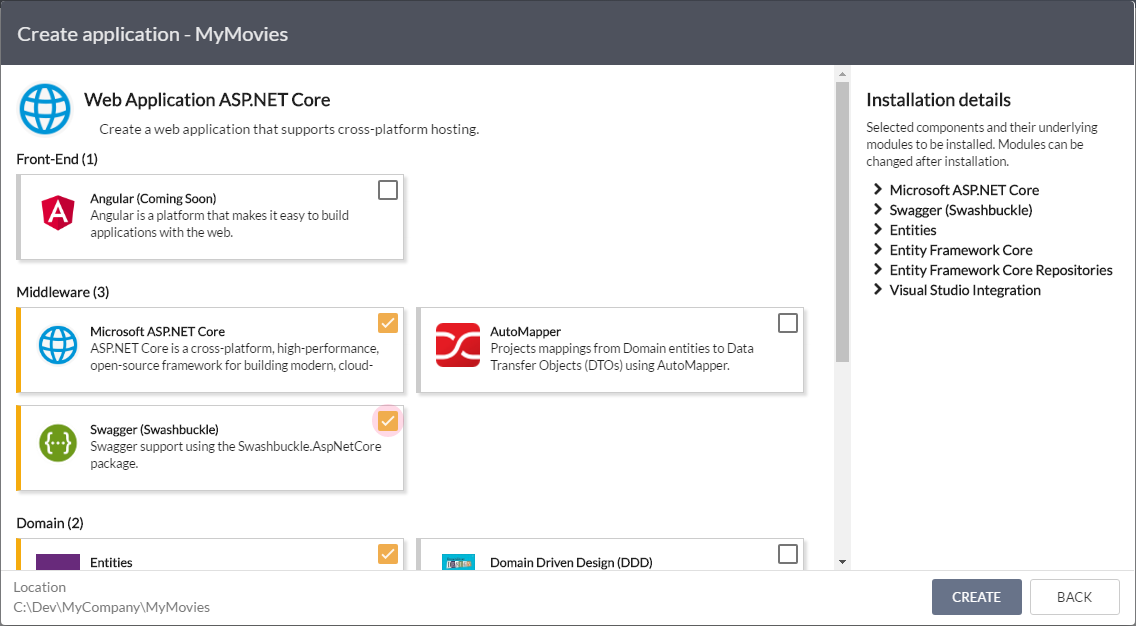 Create application - MyMovies
Web Application ASP.NET Core
Create a web application that supports cross-platform hosting.
Front-End (1)
Angular (Coming Soon)
Angular is a platform that makes it easy to build
applications with the web.
Middleware (3)
Microsoft ASP.NET Core
ASP.NET Core is a cross-platform, high-performance,
open-source framework for building modern, cloud-
AutoMapper
Projects mappings from Domain entities to Data
Transfer Objects (DTOs) using AutoMapper.
Swagger (Swashbuckle)
Swagger support using the Swashbuckle.AspNetCore
package.
Domain (2)
Entities
Domain Driven Design (DDD)
Installation details
Selected components and their underlying
modules to be installed. Modules can be
changed after installation.
Microsoft ASP.NET Core
Swagger (Swashbuckle)
Entities
Entity Framework Core
Entity Framework Core Repositories
Visual Studio Integration
Location
C:\Dev\MyCompany\MyMovies
CREATE
BACK